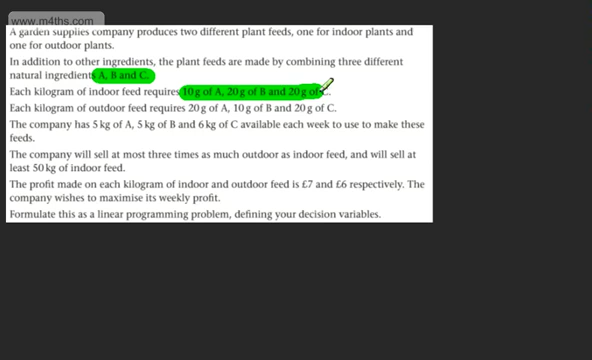 www.m4ths.com
A garden supplies company produces two different plant feeds, one for indoor plants and
one for outdoor plants.
In addition to other ingredients, the plant feeds are made by combining three different
natural ingredients A, B and C.
Each kilogram of indoor feed requires 10 g of A, 20 g of B and 20 g of C.
Each kilogram of outdoor feed requires 20 g of A, 10 g of B and 20 g of C.
The company has 5 kg of A, 5 kg of B and 6 kg of C available each week to use to make these
feeds.
The company will sell at most three times as much outdoor as indoor feed, and will sell at
least 50 kg of indoor feed.
The profit made on each kilogram of indoor and outdoor feed is £7 and £6 respectively. The
company wishes to maximise its weekly profit.
Formulate this as a linear programming problem, defining your decision variables.